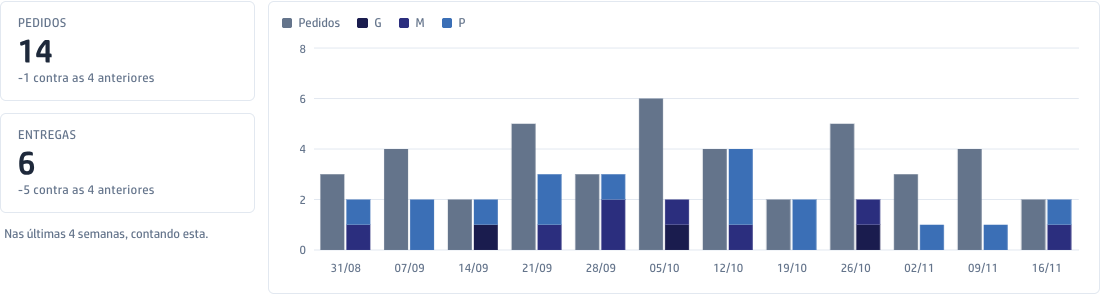 PEDIDOS
14
-1 contra as 4 anteriores
ENTREGAS
6
-5 contra as 4 anteriores
Nas últimas 4 semanas, contando esta.
Pedidos G M P
8
6
4
2
0
31/08 07/09 14/09 21/09 28/09 05/10 12/10 19/10 26/10 02/11 09/11 16/11